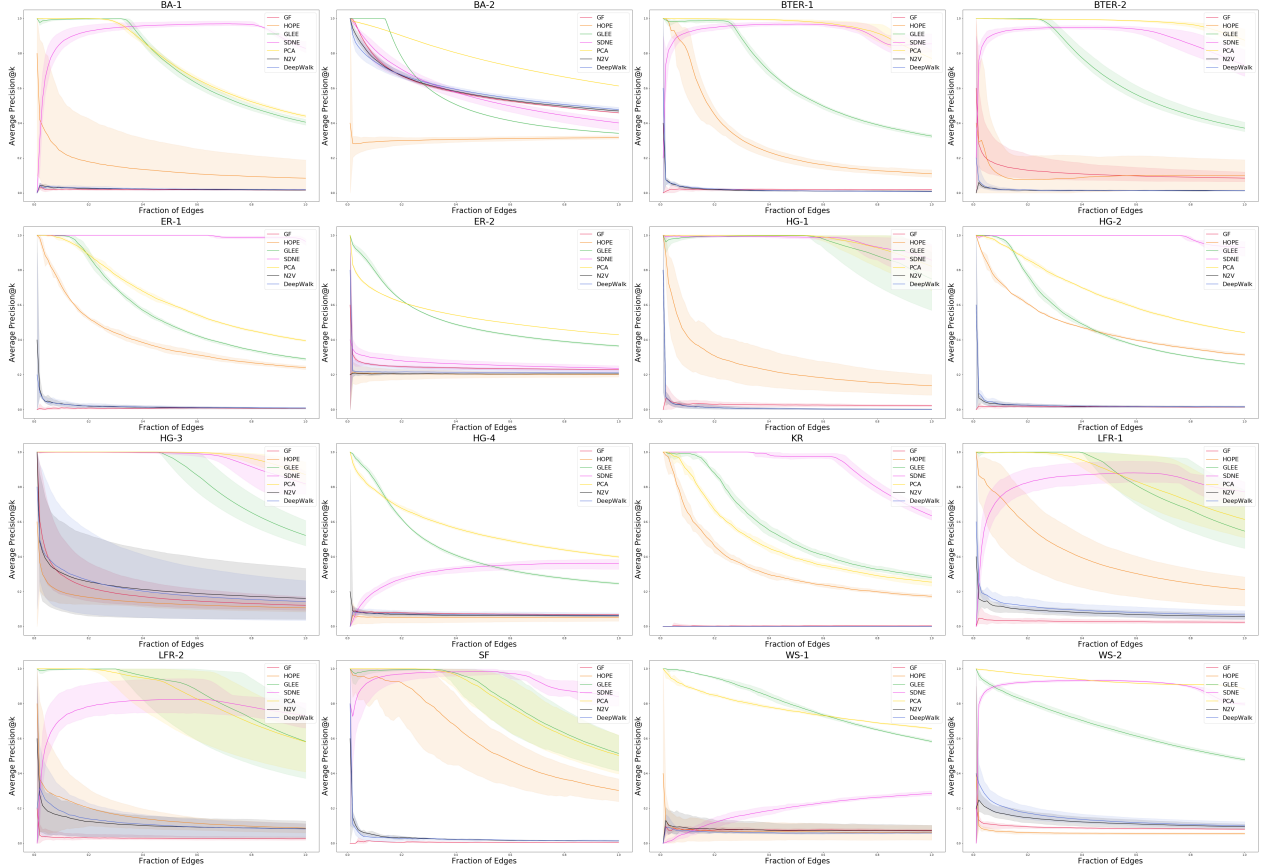 BA-1
Average Precision@k
Fraction of Edges
GF
HOPE
GLEE
SDNE
PCA
N2V
DeepWalk
BA-2
Average Precision@k
Fraction of Edges
GF
HOPE
GLEE
SDNE
PCA
N2V
DeepWalk
BTER-1
Average Precision@k
Fraction of Edges
GF
HOPE
GLEE
SDNE
PCA
N2V
DeepWalk
BTER-2
Average Precision@k
Fraction of Edges
GF
HOPE
GLEE
SDNE
PCA
N2V
DeepWalk
ER-1
Average Precision@k
Fraction of Edges
GF
HOPE
GLEE
SDNE
PCA
N2V
DeepWalk
ER-2
Average Precision@k
Fraction of Edges
GF
HOPE
GLEE
SDNE
PCA
N2V
DeepWalk
HG-1
Average Precision@k
Fraction of Edges
GF
HOPE
GLEE
SDNE
PCA
N2V
DeepWalk
HG-2
Average Precision@k
Fraction of Edges
GF
HOPE
GLEE
SDNE
PCA
N2V
DeepWalk
HG-3
Average Precision@k
Fraction of Edges
GF
HOPE
GLEE
SDNE
PCA
N2V
DeepWalk
HG-4
Average Precision@k
Fraction of Edges
GF
HOPE
GLEE
SDNE
PCA
N2V
DeepWalk
KR
Average Precision@k
Fraction of Edges
GF
HOPE
GLEE
SDNE
PCA
N2V
DeepWalk
LFR-1
Average Precision@k
Fraction of Edges
GF
HOPE
GLEE
SDNE
PCA
N2V
DeepWalk
LFR-2
Average Precision@k
Fraction of Edges
GF
HOPE
GLEE
SDNE
PCA
N2V
DeepWalk
SF
Average Precision@k
Fraction of Edges
GF
HOPE
GLEE
SDNE
PCA
N2V
DeepWalk
WS-1
Average Precision@k
Fraction of Edges
GF
HOPE
GLEE
SDNE
PCA
N2V
DeepWalk
WS-2
Average Precision@k
Fraction of Edges
GF
HOPE
GLEE
SDNE
PCA
N2V
DeepWalk